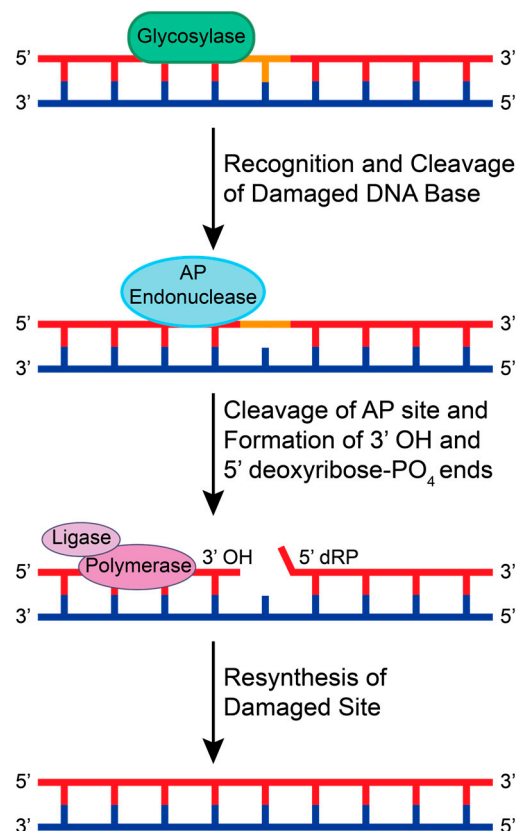 Glycosylase
5’ 3’
3’ 5’
Recognition and Cleavage
of Damaged DNA Base
AP
Endonuclease
5’ 3’
3’ 5’
Cleavage of AP site and
Formation of 3’ OH and
5’ deoxyribose-PO₄ ends
Ligase
Polymerase 3’ OH 5’ dRP
5’ 3’
3’ 5’
Resynthesis of
Damaged Site
5’ 3’
3’ 5’